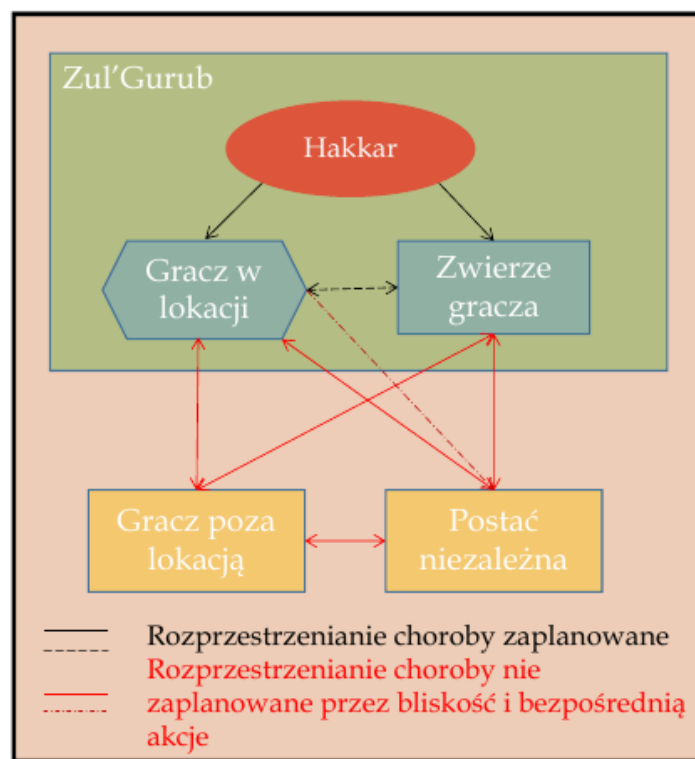 Zul'Gurub
Hakkar
Gracz w
lokacji
Zwierze
gracza
Gracz poza
lokacją
Postać
niezależna
Rozprzestrzenianie choroby zaplanowane
Rozprzestrzenianie choroby nie
zaplanowane przez bliskość i bezpośrednią
akcje